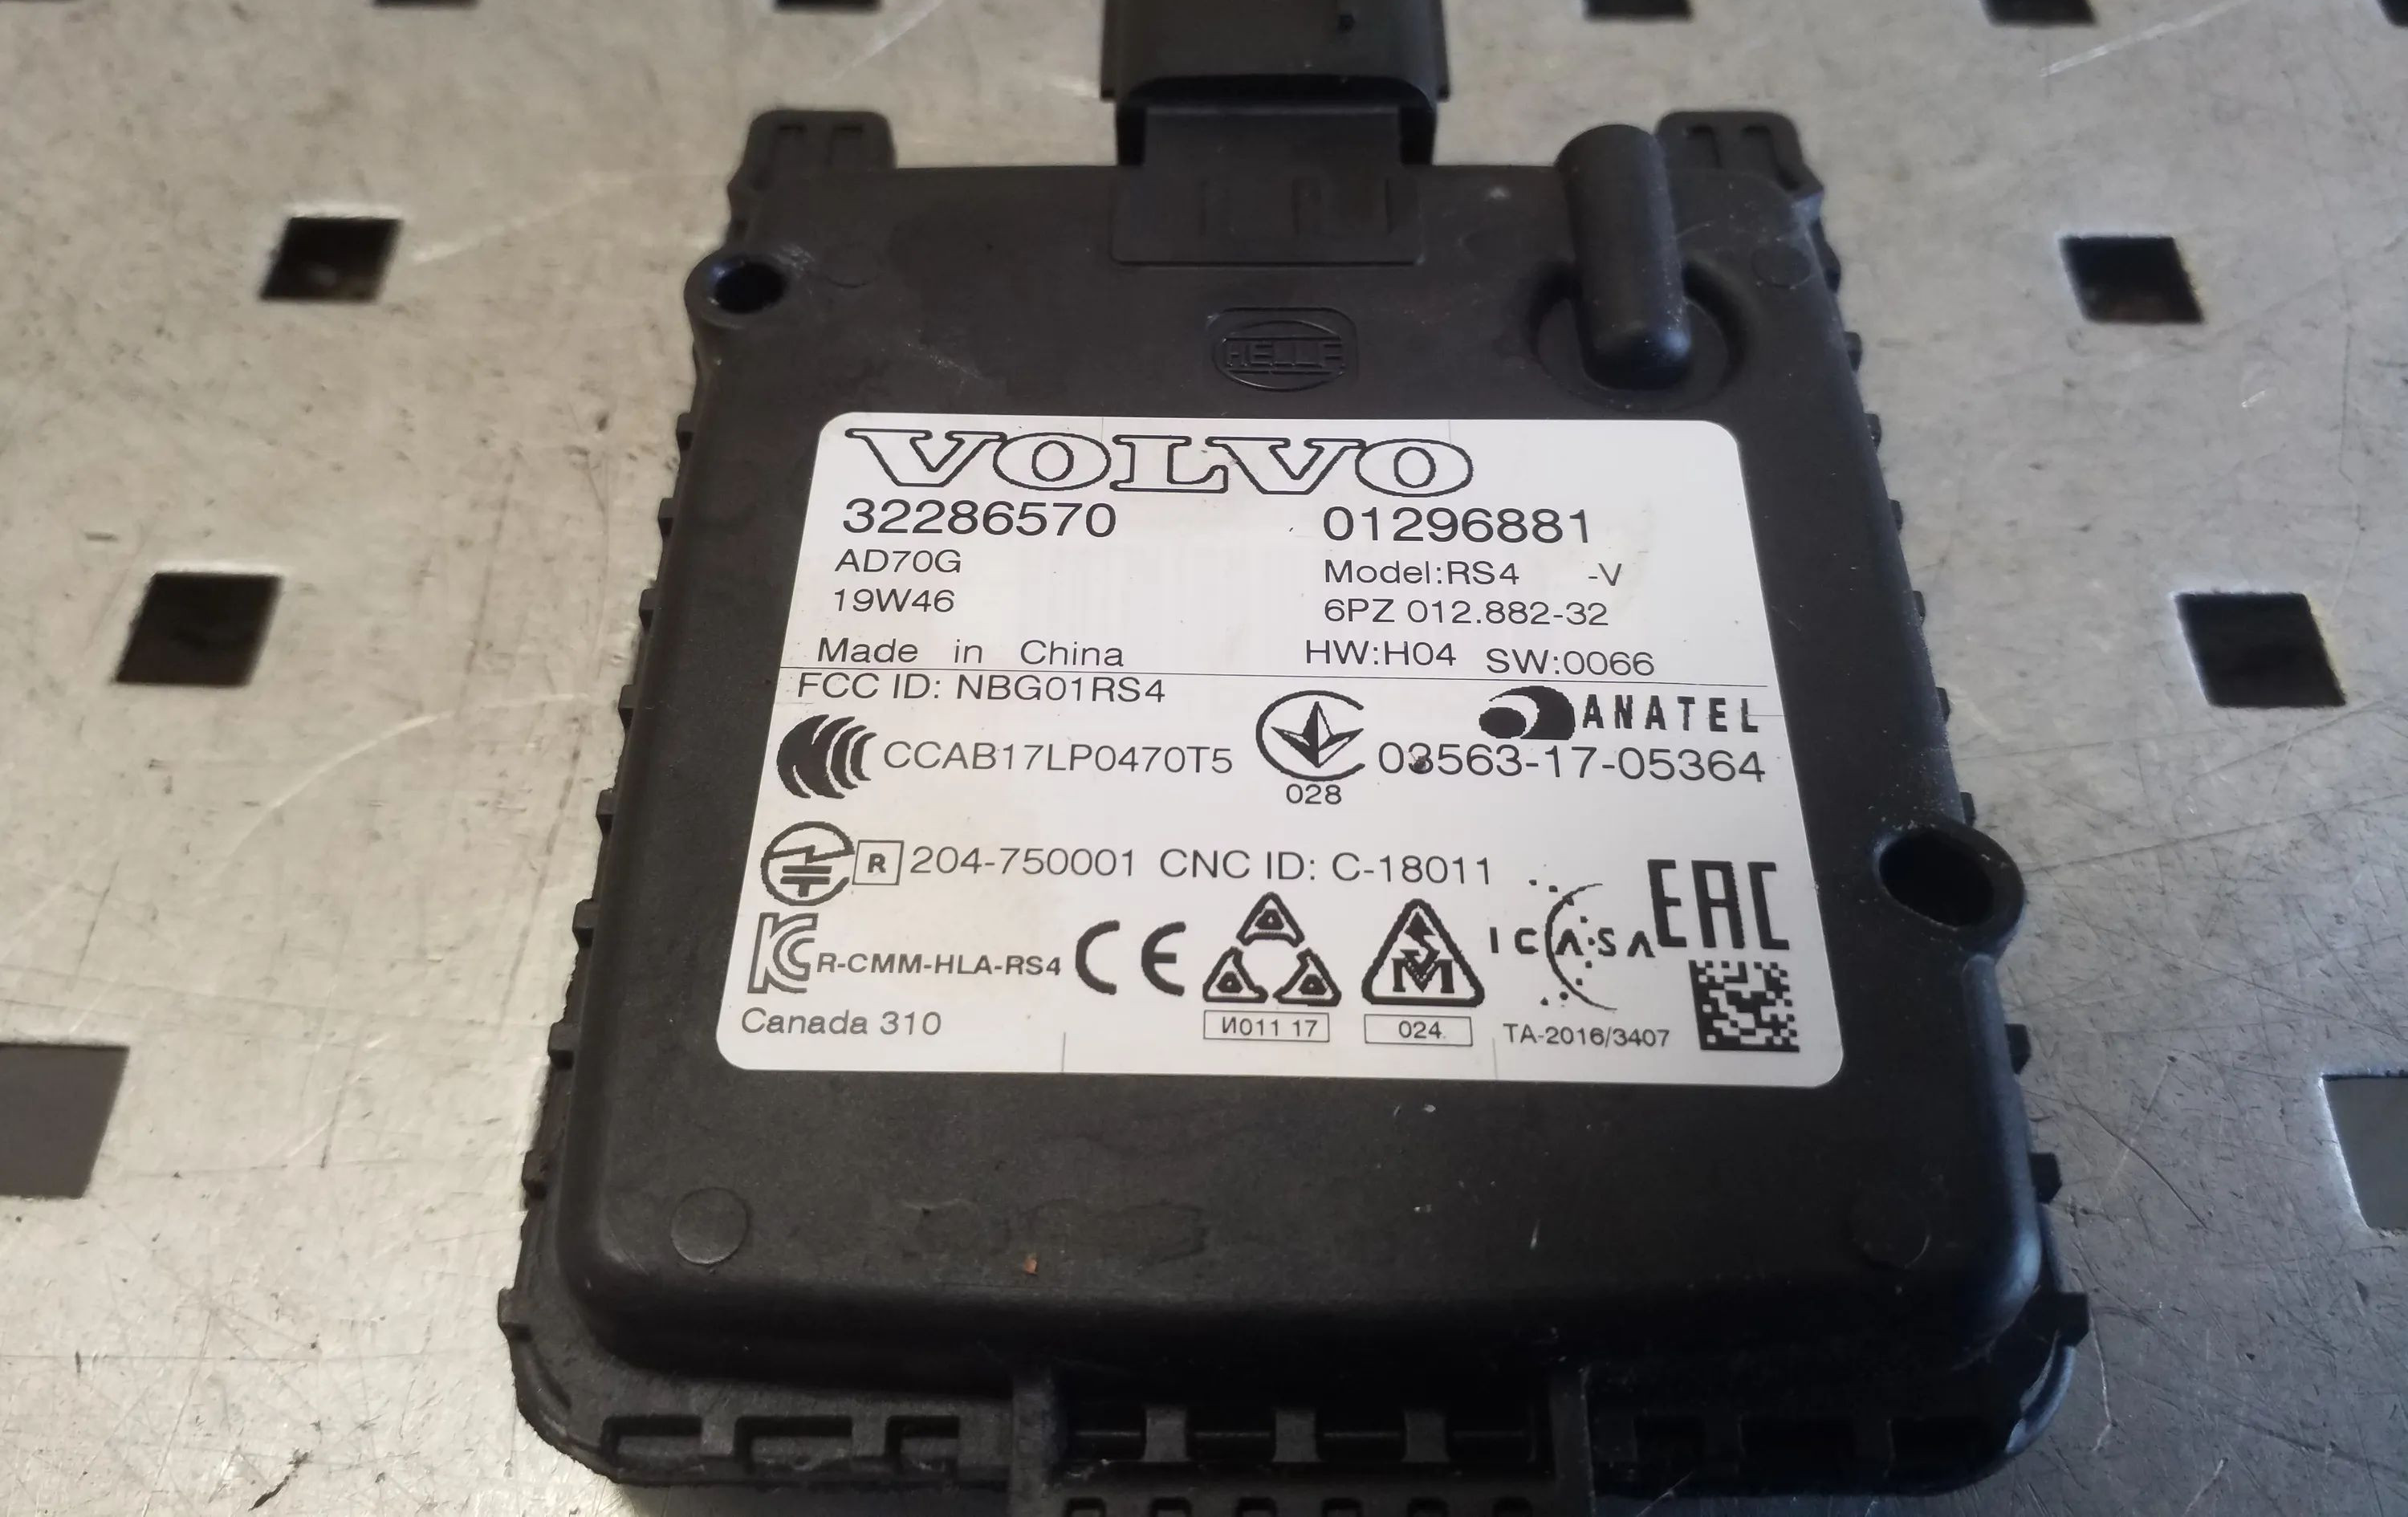 HELLA
VOLVO
32286570 01296881
AD70G Model:RS4 -V
19W46 6PZ 012.882-32
Made in China HW:H04 SW:0066
FCC ID: NBG01RS4
ANATEL
CCAB17LP0470T5 03563-17-05364
028
R 204-750001 CNC ID: C-18011
EAC
R-CMM-HLA-RS4 CE ICASA
Canada 310 И011 17 024 TA-2016/3407